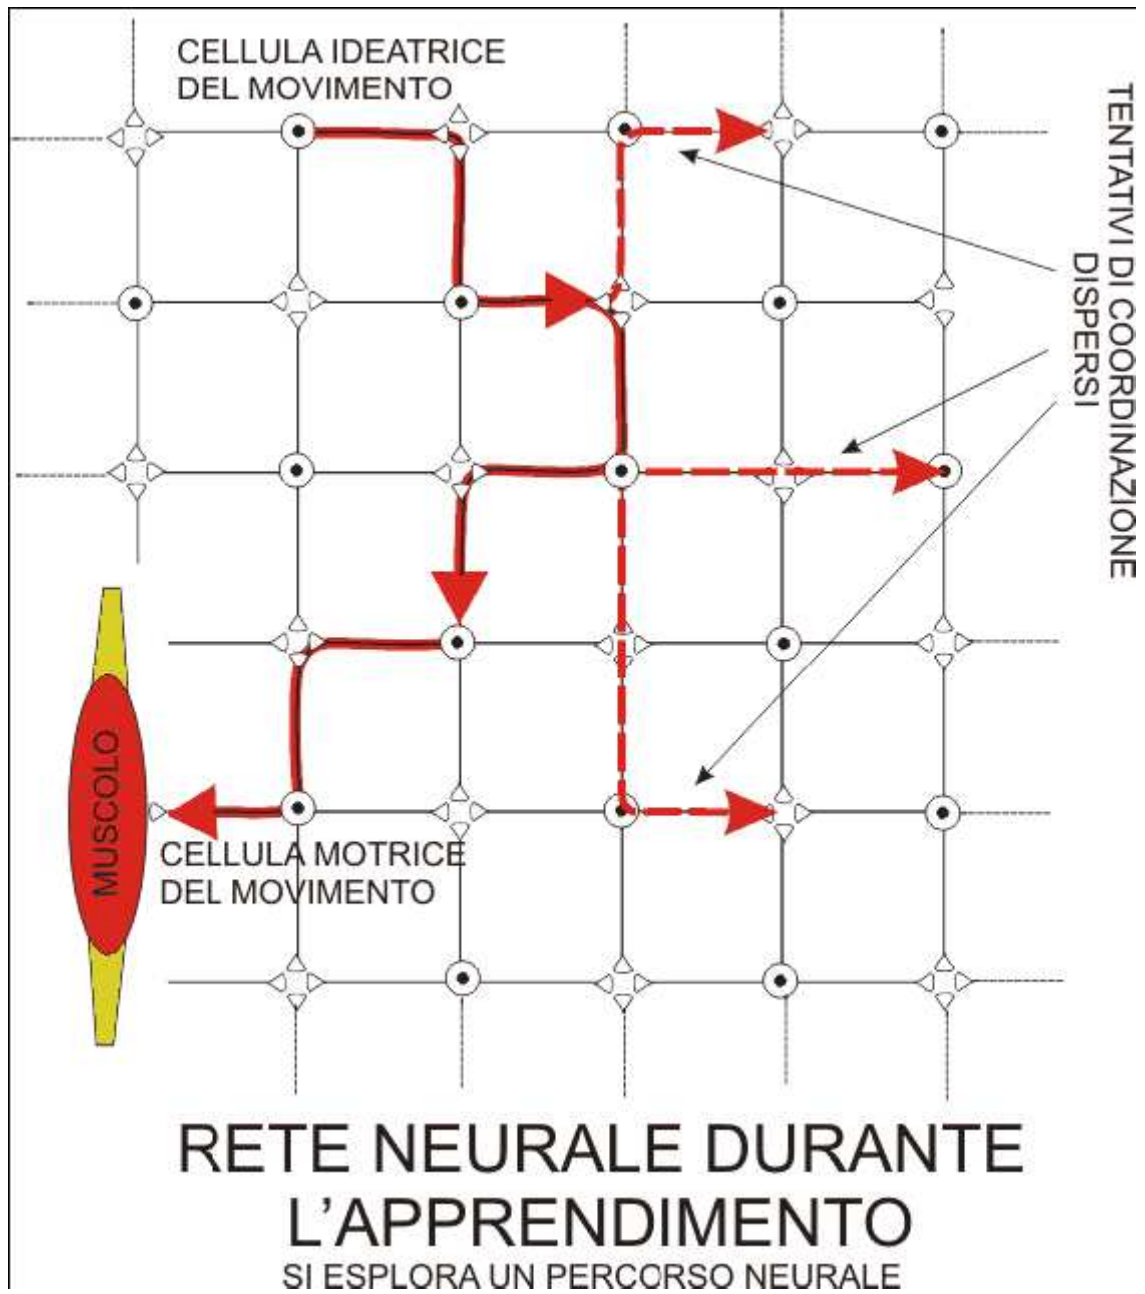 CELLULA IDEATRICE
DEL MOVIMENTO
TENTATIVI DI COORDINAZIONE
DISPERSI
MUSCOLO
CELLULA MOTRICE
DEL MOVIMENTO
RETE NEURALE DURANTE
L'APPRENDIMENTO
SI ESPLORA UN PERCORSO NEURALE